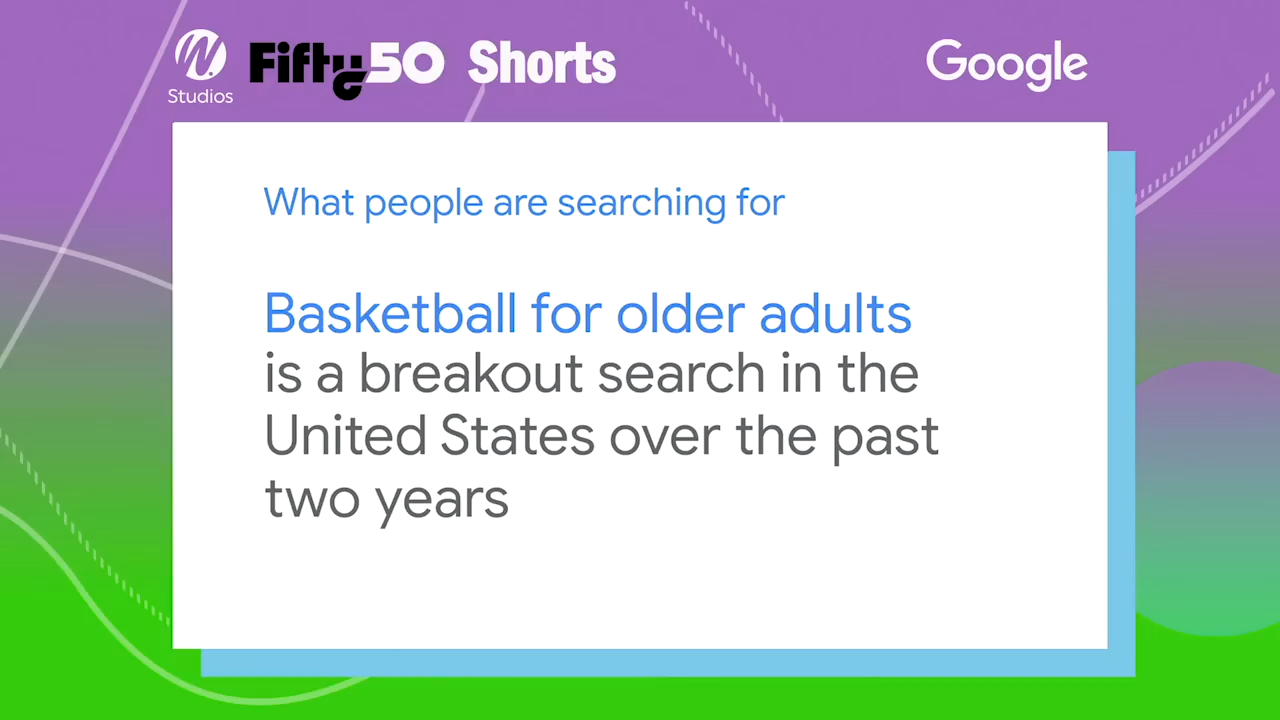 W.
Studios
Fifty50 Shorts
Google
What people are searching for
Basketball for older adults
is a breakout search in the
United States over the past
two years